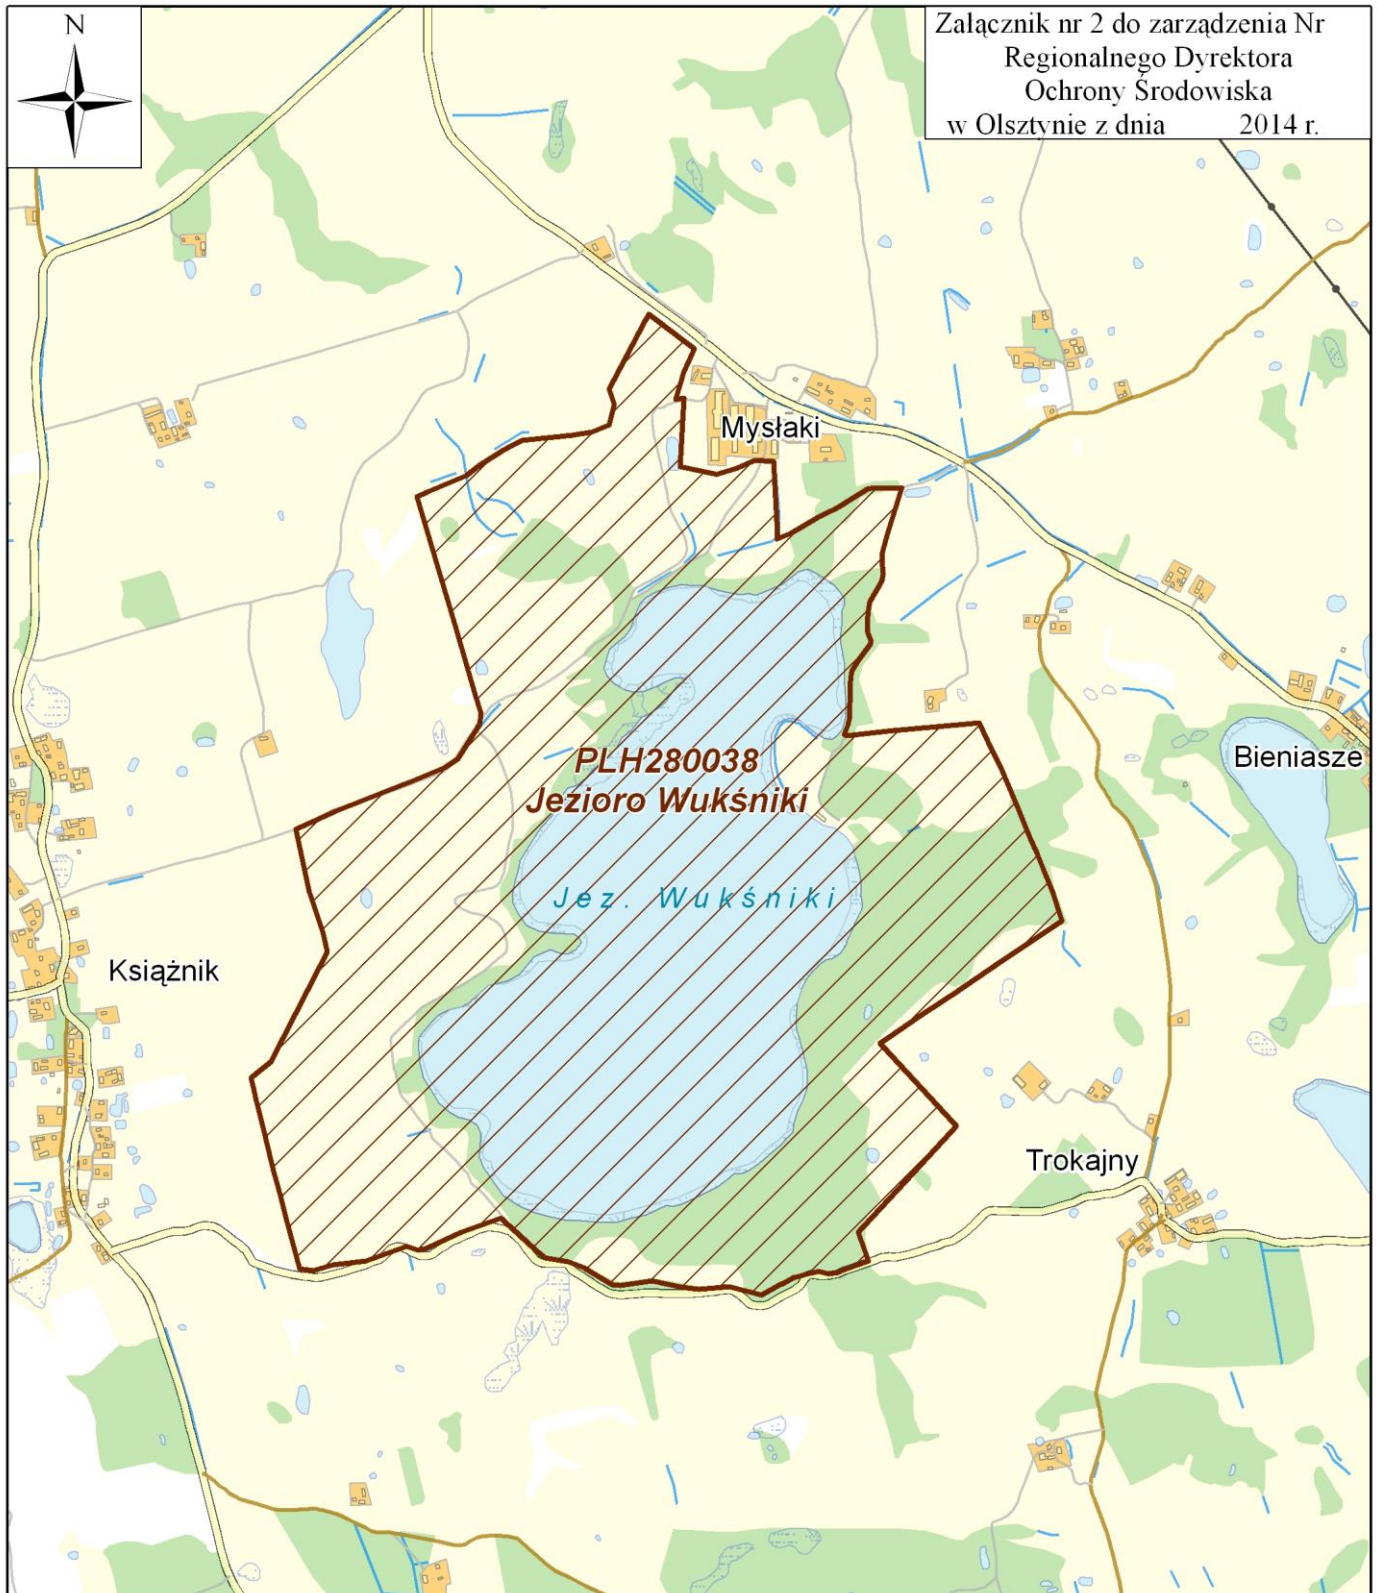 N
Załącznik nr 2 do zarządzenia Nr
Regionalnego Dyrektora
Ochrony Środowiska
w Olsztynie z dnia 2014 r.
Mysłaki
Bieniasze
PLH280038
Jezioro Wukśniki
Jez. Wukśniki
Książnik
Trokajny